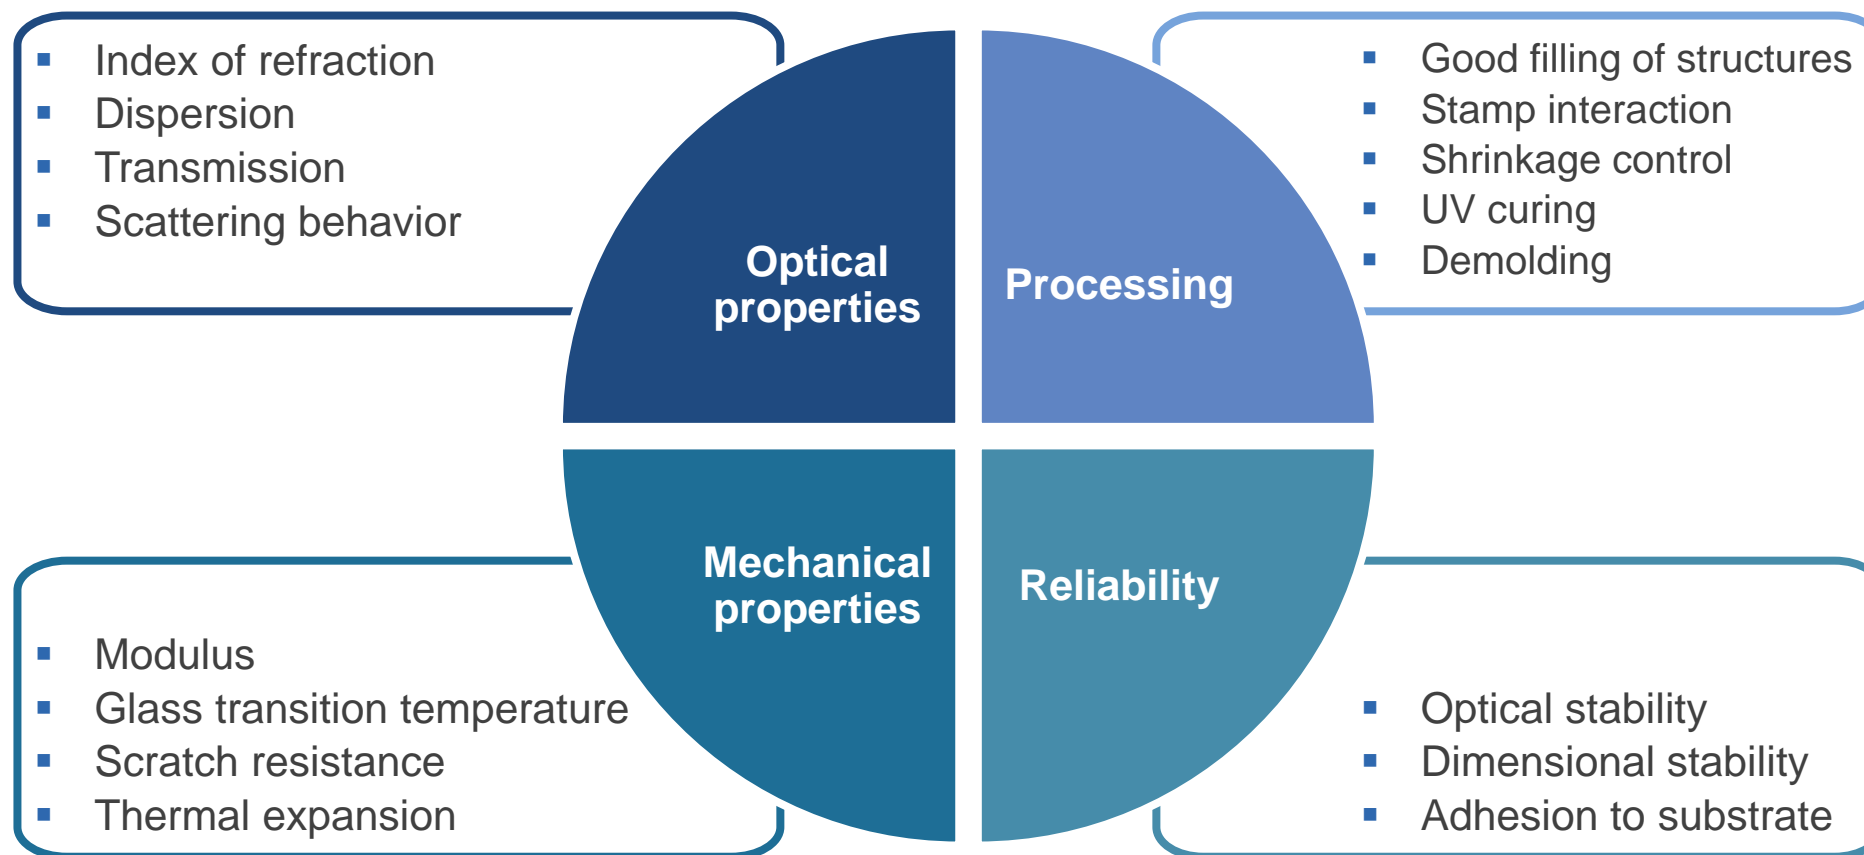 ▪ Index of refraction
▪ Dispersion
▪ Transmission
▪ Scattering behavior
Optical
properties
▪ Good filling of structures
▪ Stamp interaction
▪ Shrinkage control
▪ UV curing
▪ Demolding
Processing
Mechanical
properties
▪ Modulus
▪ Glass transition temperature
▪ Scratch resistance
▪ Thermal expansion
Reliability
▪ Optical stability
▪ Dimensional stability
▪ Adhesion to substrate